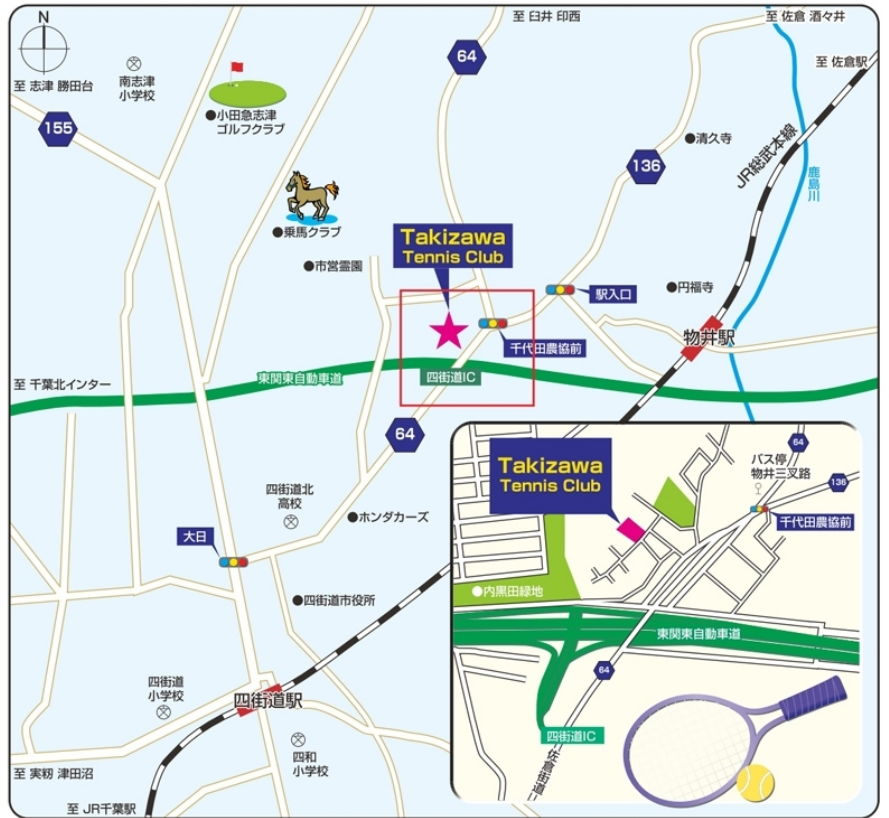 N
至 臼井 印西
至 佐倉 酒々井
64
至 佐倉駅
至 志津 勝田台
南志津
小学校
155
小田急志津
ゴルフクラブ
清久寺
136
JR総武本線
鹿島川
乗馬クラブ
Takizawa
Tennis Club
市営霊園
円福寺
駅入口
千代田農協前
物井駅
至 千葉北インター
東関東自動車道
四街道IC
64
四街道北
高校
ホンダカーズ
大日
四街道市役所
四街道
小学校
四街道駅
四和
小学校
至 実籾 津田沼
至 JR千葉駅
Takizawa
Tennis Club
64
バス停
物井三叉路
136
千代田農協前
内黒田緑地
東関東自動車道
64
四街道IC
佐倉街道